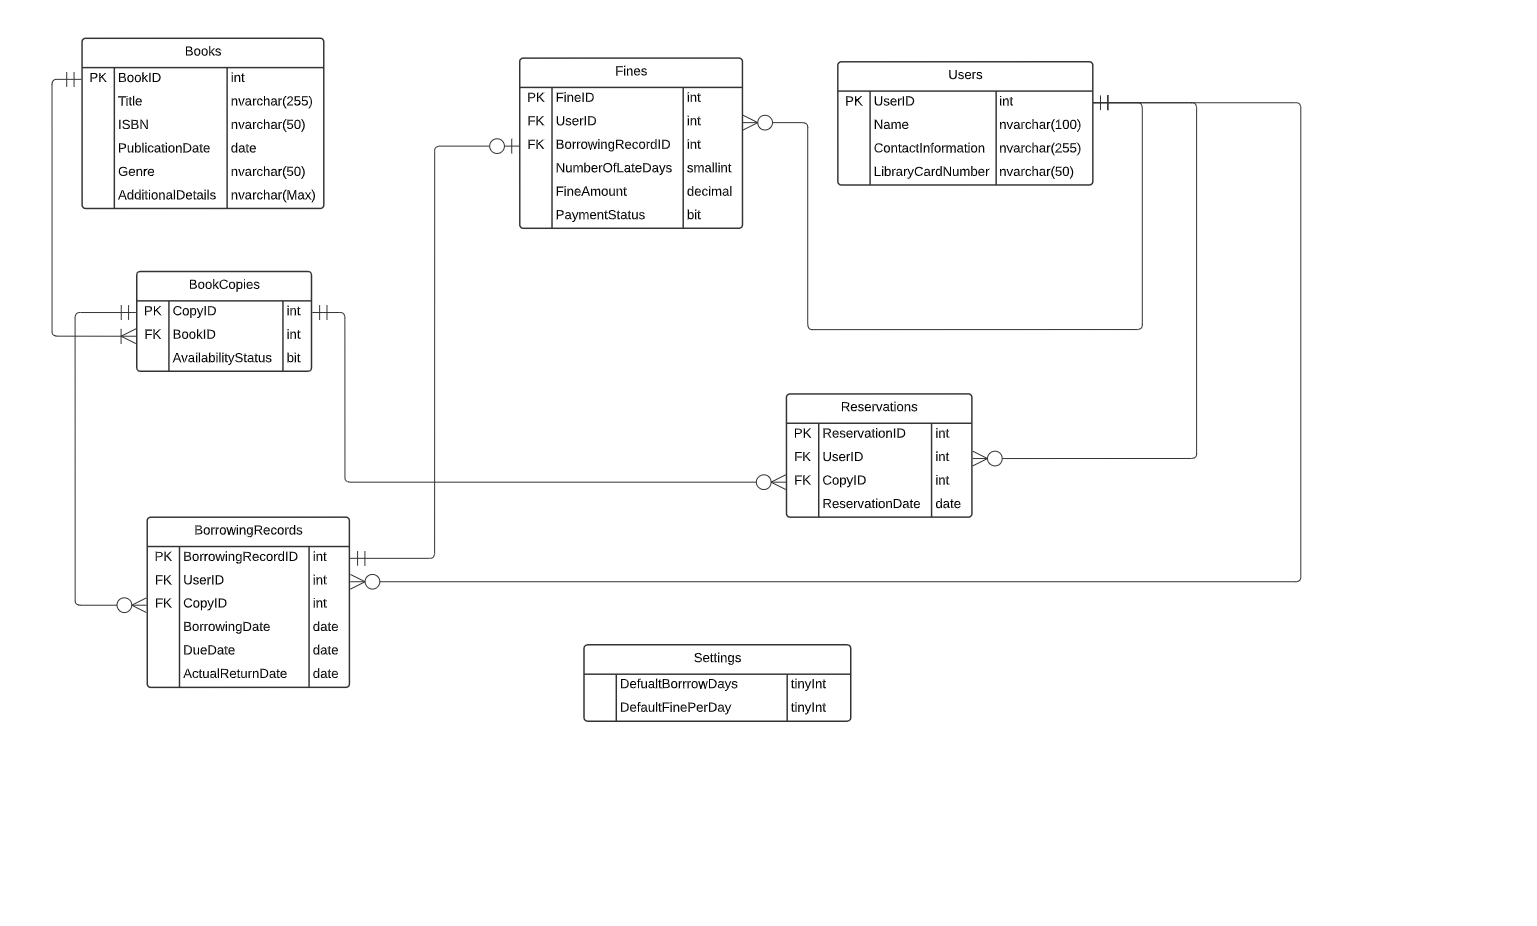 Books
PK BookID int
Title nvarchar(255)
ISBN nvarchar(50)
PublicationDate date
Genre nvarchar(50)
AdditionalDetails nvarchar(Max)
Fines
PK FineID int
FK UserID int
FK BorrowingRecordID int
NumberOfLateDays smallint
FineAmount decimal
PaymentStatus bit
Users
PK UserID int
Name nvarchar(100)
ContactInformation nvarchar(255)
LibraryCardNumber nvarchar(50)
BookCopies
PK CopyID int
FK BookID int
AvailabilityStatus bit
Reservations
PK ReservationID int
FK UserID int
FK CopyID int
ReservationDate date
BorrowingRecords
PK BorrowingRecordID int
FK UserID int
FK CopyID int
BorrowingDate date
DueDate date
ActualReturnDate date
Settings
DefualtBorrrowDays tinyInt
DefaultFinePerDay tinyInt